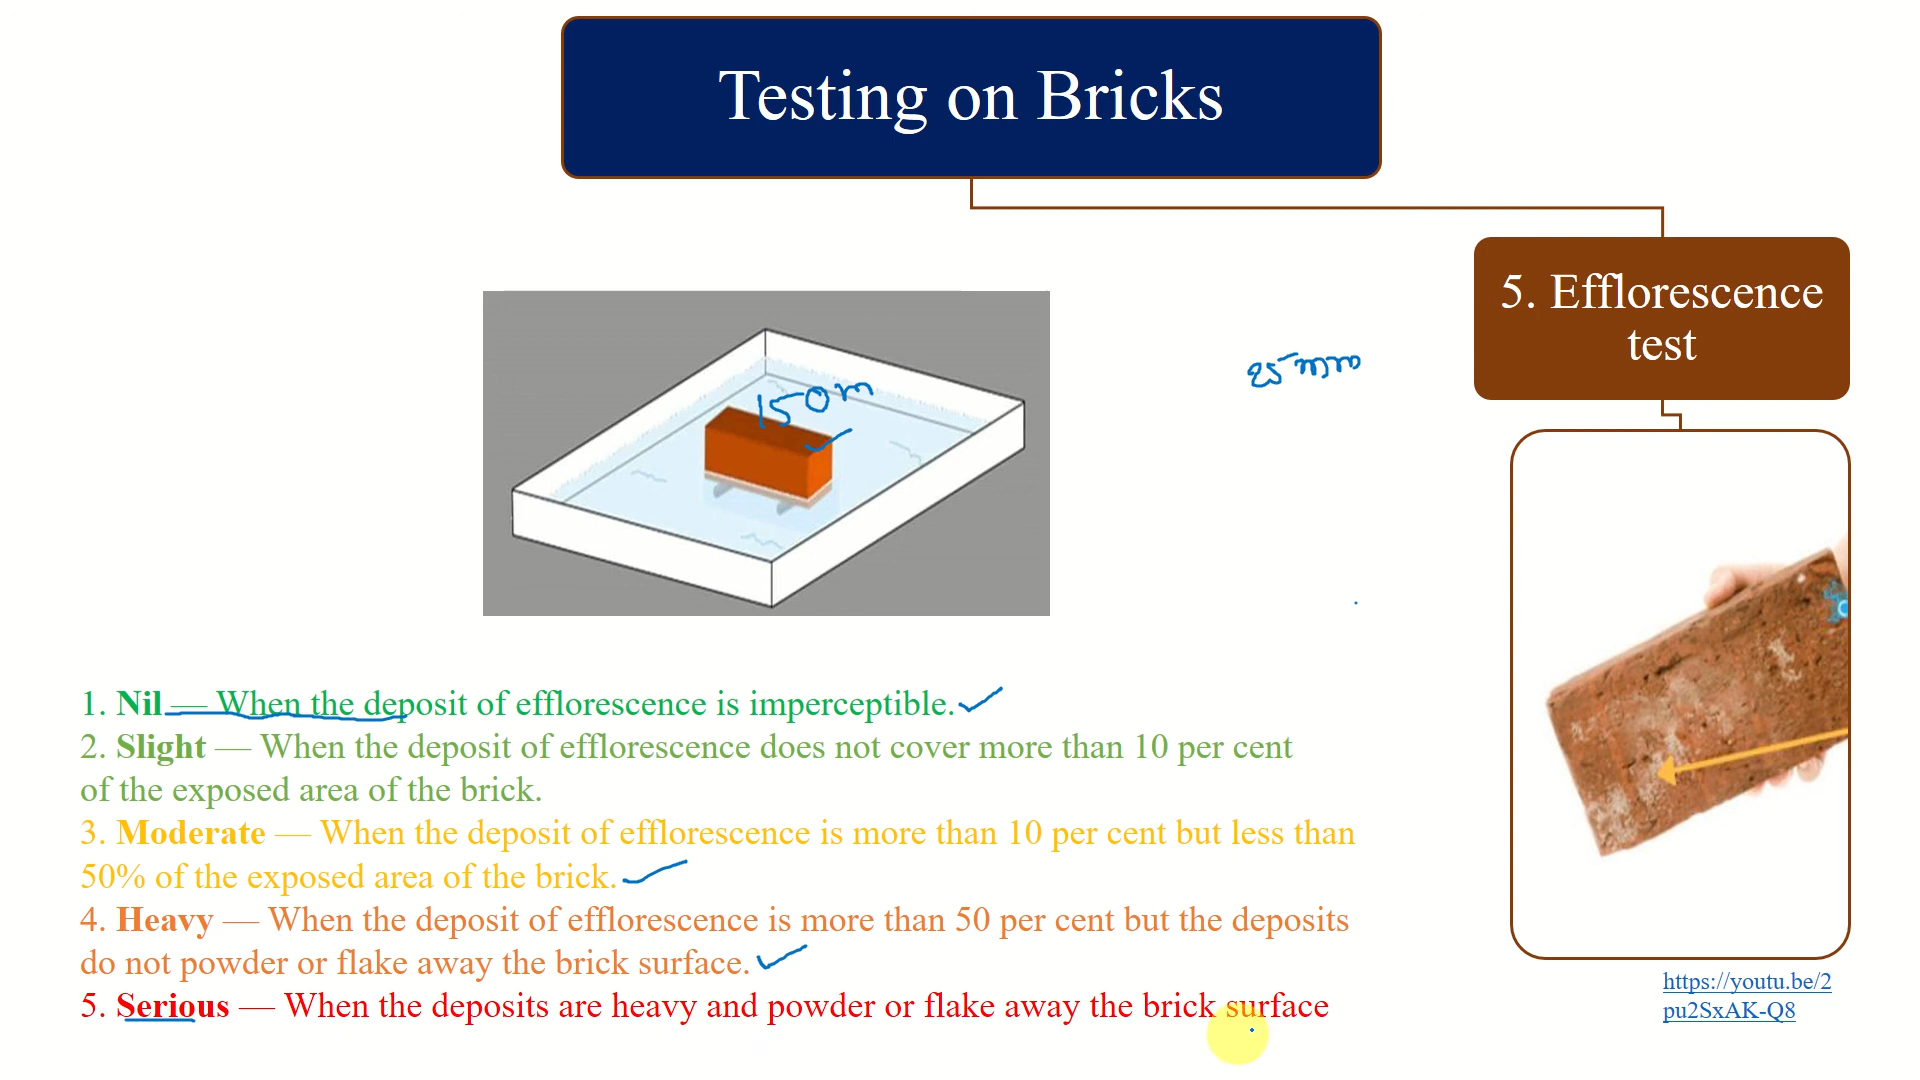 Testing on Bricks
5. Efflorescence
test
25 mm
150 m
1. Nil — When the deposit of efflorescence is imperceptible.
2. Slight — When the deposit of efflorescence does not cover more than 10 per cent
of the exposed area of the brick.
3. Moderate — When the deposit of efflorescence is more than 10 per cent but less than
50% of the exposed area of the brick.
4. Heavy — When the deposit of efflorescence is more than 50 per cent but the deposits
do not powder or flake away the brick surface.
5. Serious — When the deposits are heavy and powder or flake away the brick surface
https://youtu.be/2
pu2SxAK-Q8